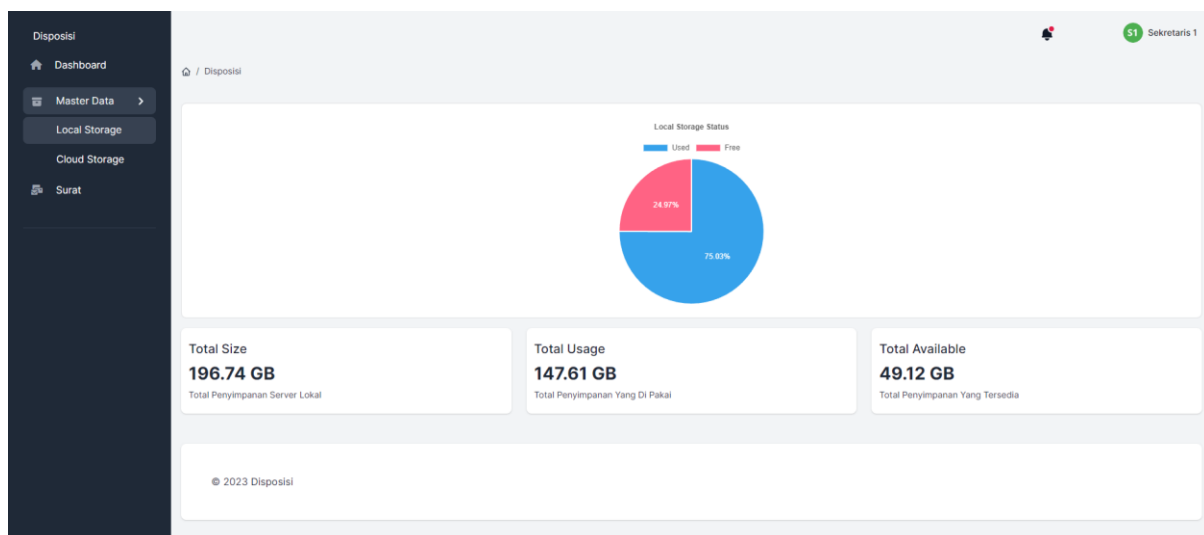 Disposisi
S1 Sekretaris 1
Dashboard
/ Disposisi
Master Data
Local Storage
Cloud Storage
Surat
Local Storage Status
Used Free
24.97%
75.03%
Total Size
196.74 GB
Total Penyimpanan Server Lokal
Total Usage
147.61 GB
Total Penyimpanan Yang Di Pakai
Total Available
49.12 GB
Total Penyimpanan Yang Tersedia
© 2023 Disposisi